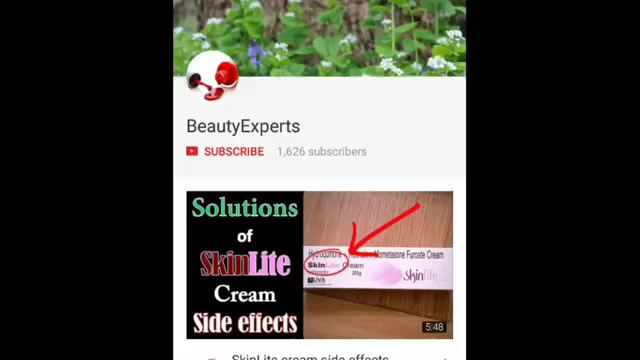 BeautyExperts
SUBSCRIBE 1,626 subscribers
Solutions
of
SkinLite
Cream
Side effects
Hydroquinone Mometasone Furoate Cream
SkinLite Cream
20g
SkinLite
5:48
SkinLite cream side effects